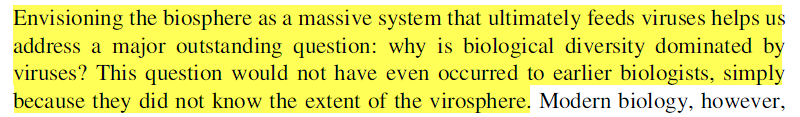 Envisioning the biosphere as a massive system that ultimately feeds viruses helps us
address a major outstanding question: why is biological diversity dominated by
viruses? This question would not have even occurred to earlier biologists, simply
because they did not know the extent of the virosphere. Modern biology, however,